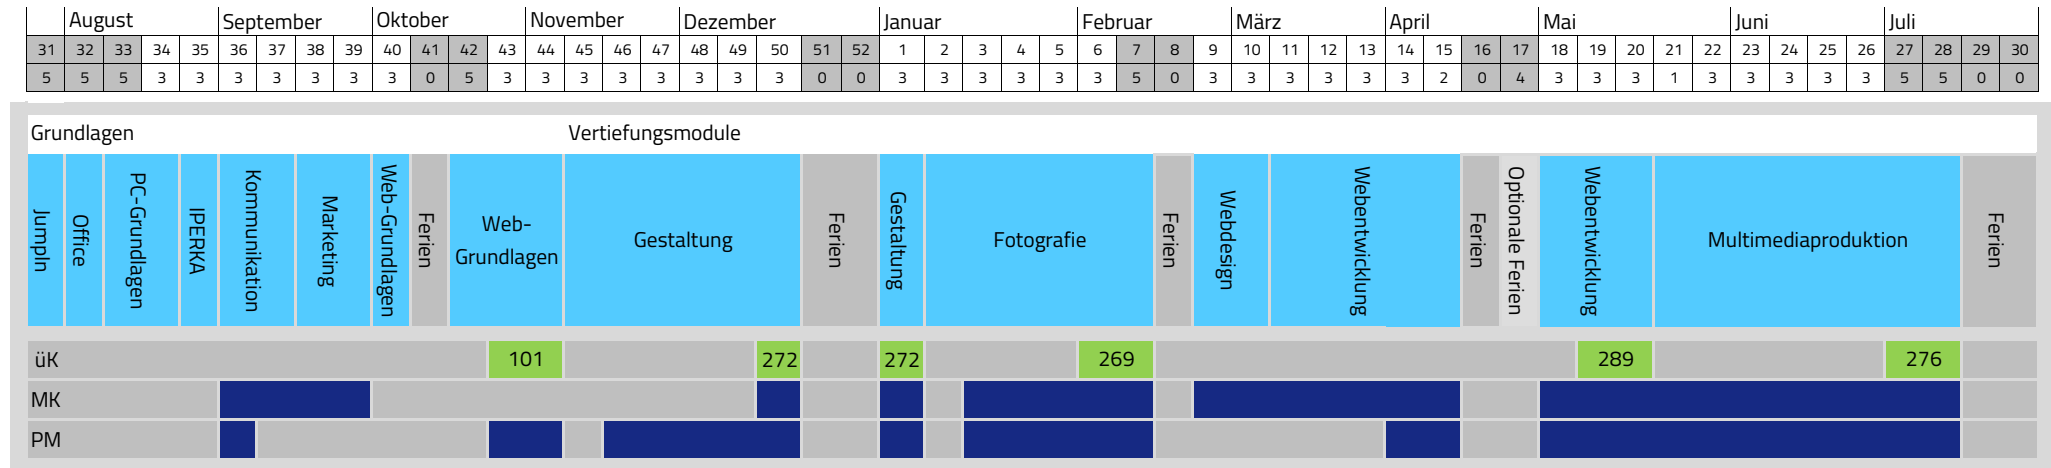 August September Oktober November Dezember Januar Februar März April Mai Juni Juli
31 32 33 34 35 36 37 38 39 40 41 42 43 44 45 46 47 48 49 50 51 52 1 2 3 4 5 6 7 8 9 10 11 12 13 14 15 16 17 18 19 20 21 22 23 24 25 26 27 28 29 30
5 5 5 3 3 3 3 3 3 3 0 5 3 3 3 3 3 3 3 3 0 0 3 3 3 3 3 3 5 0 3 3 3 3 3 3 2 0 4 3 3 3 1 3 3 3 3 3 5 5 0 0
Grundlagen Vertiefungsmodule
JumpIn
Office
PC-Grundlagen
IPERKA
Kommunikation
Marketing
Web-Grundlagen
Ferien
Web-
Grundlagen
Gestaltung
Ferien
Gestaltung
Fotografie
Ferien
Webdesign
Webentwicklung
Ferien
Optionale Ferien
Webentwicklung
Multimediaproduktion
Ferien
üK 101 272 272 269 289 276
MK
PM